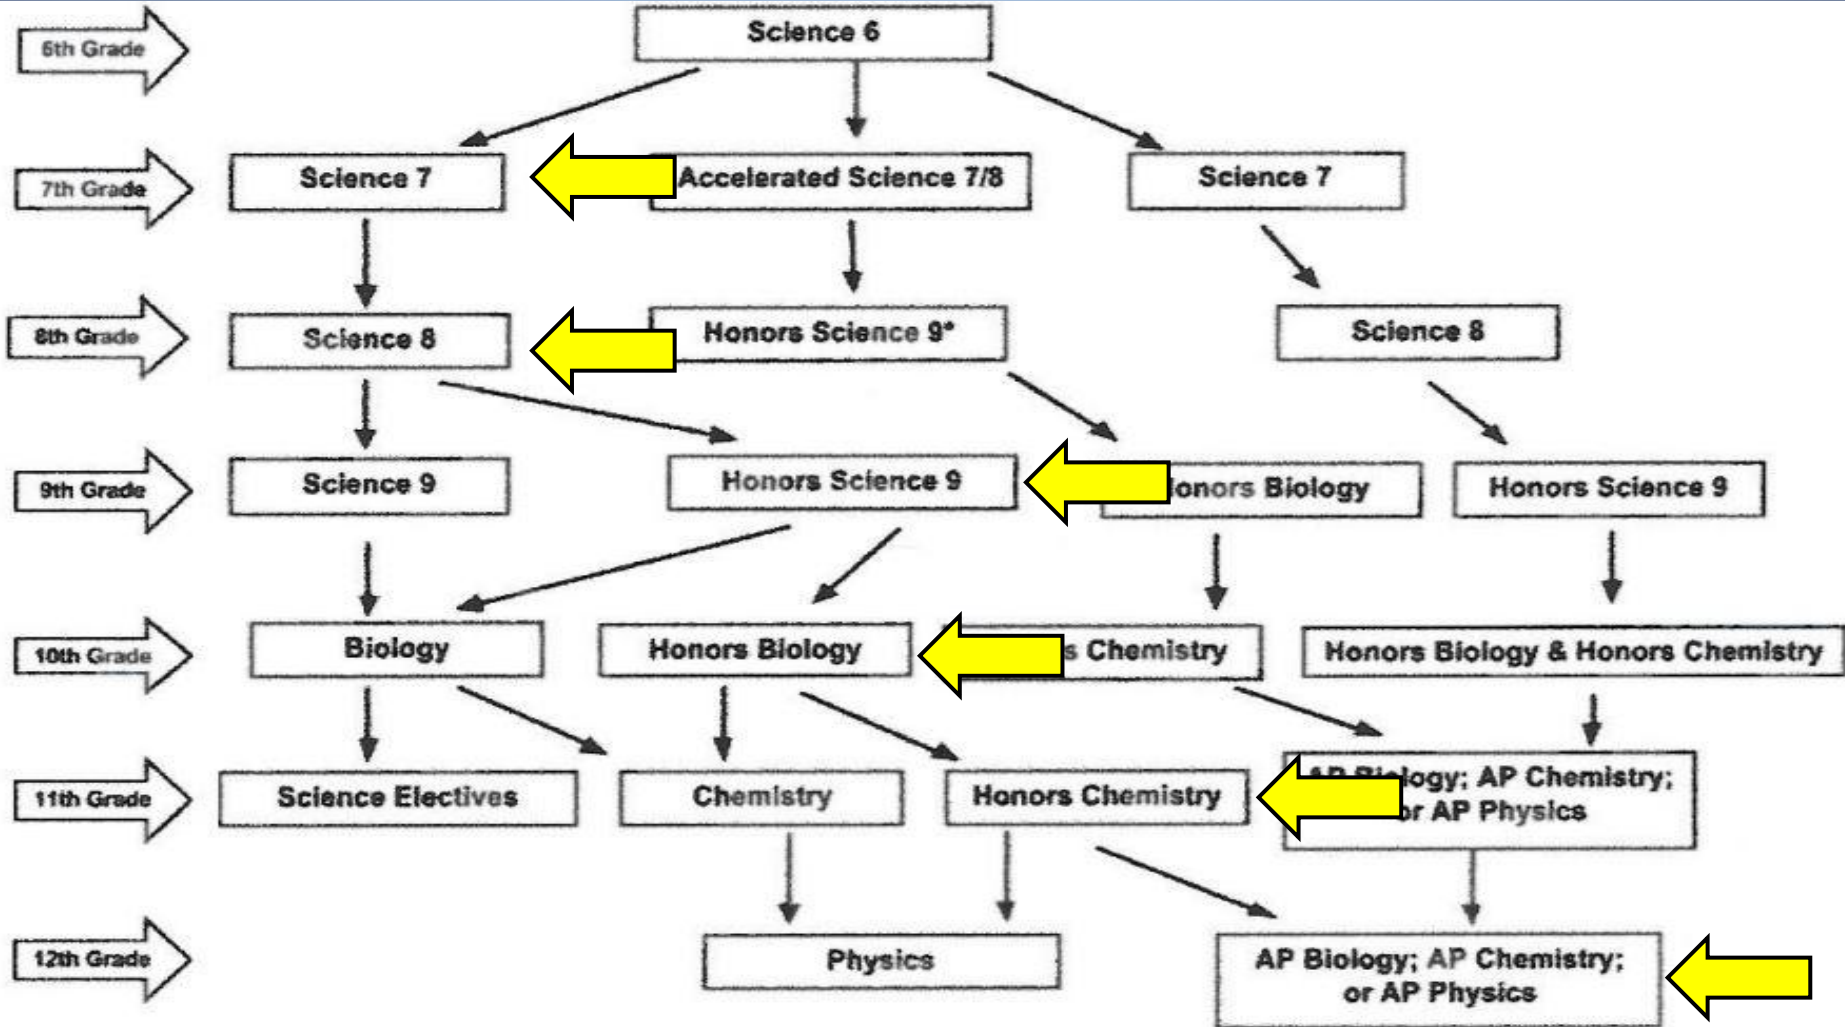 6th Grade
Science 6
7th Grade
Science 7
Accelerated Science 7/8
Science 7
8th Grade
Science 8
Honors Science 9*
Science 8
9th Grade
Science 9
Honors Science 9
Biology
Honors Science 9
10th Grade
Biology
Honors Biology
Chemistry
Honors Biology & Honors Chemistry
11th Grade
Science Electives
Chemistry
Honors Chemistry
AP Biology; AP Chemistry;
or AP Physics
12th Grade
Physics
AP Biology; AP Chemistry;
or AP Physics